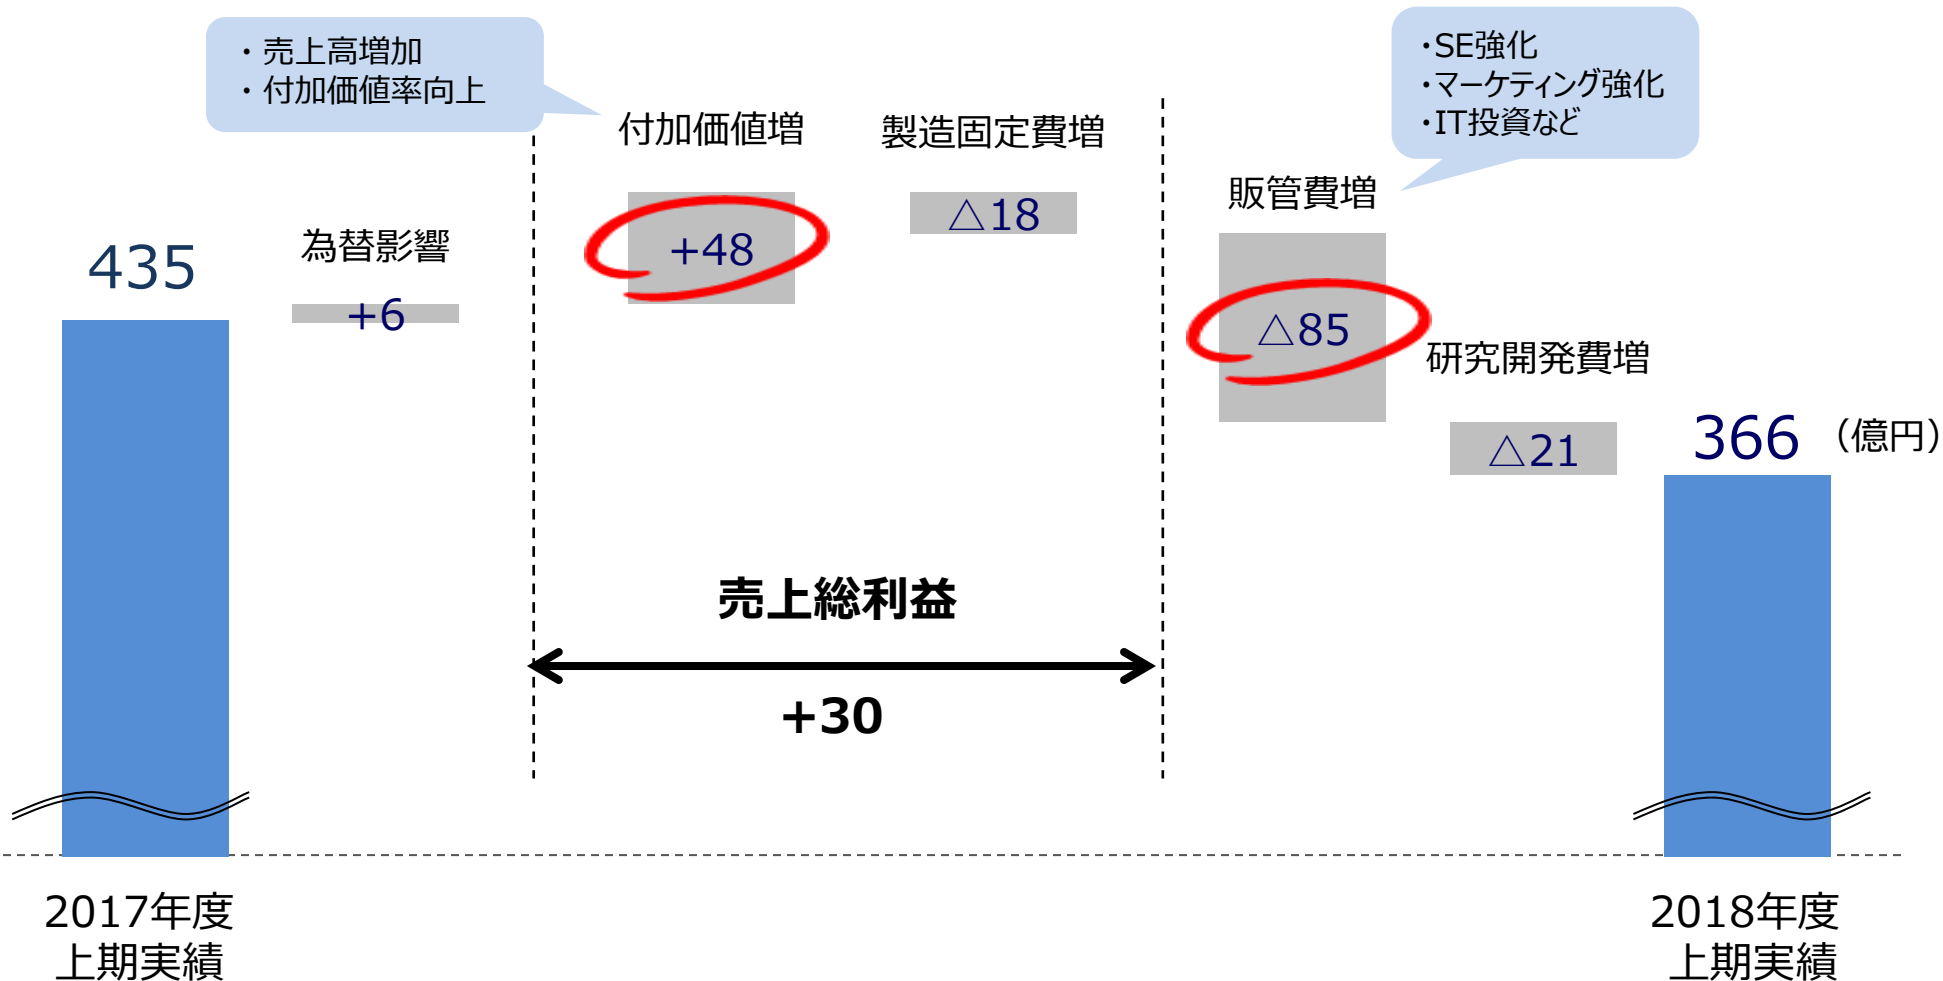 ・ 売上高増加
・ 付加価値率向上
・SE強化
・マーケティング強化
・IT投資など
付加価値増
製造固定費増
販管費増
為替影響
435
+6
+48
△18
△85
研究開発費増
△21
366
（億円）
売上総利益
+30
2017年度
上期実績
2018年度
上期実績